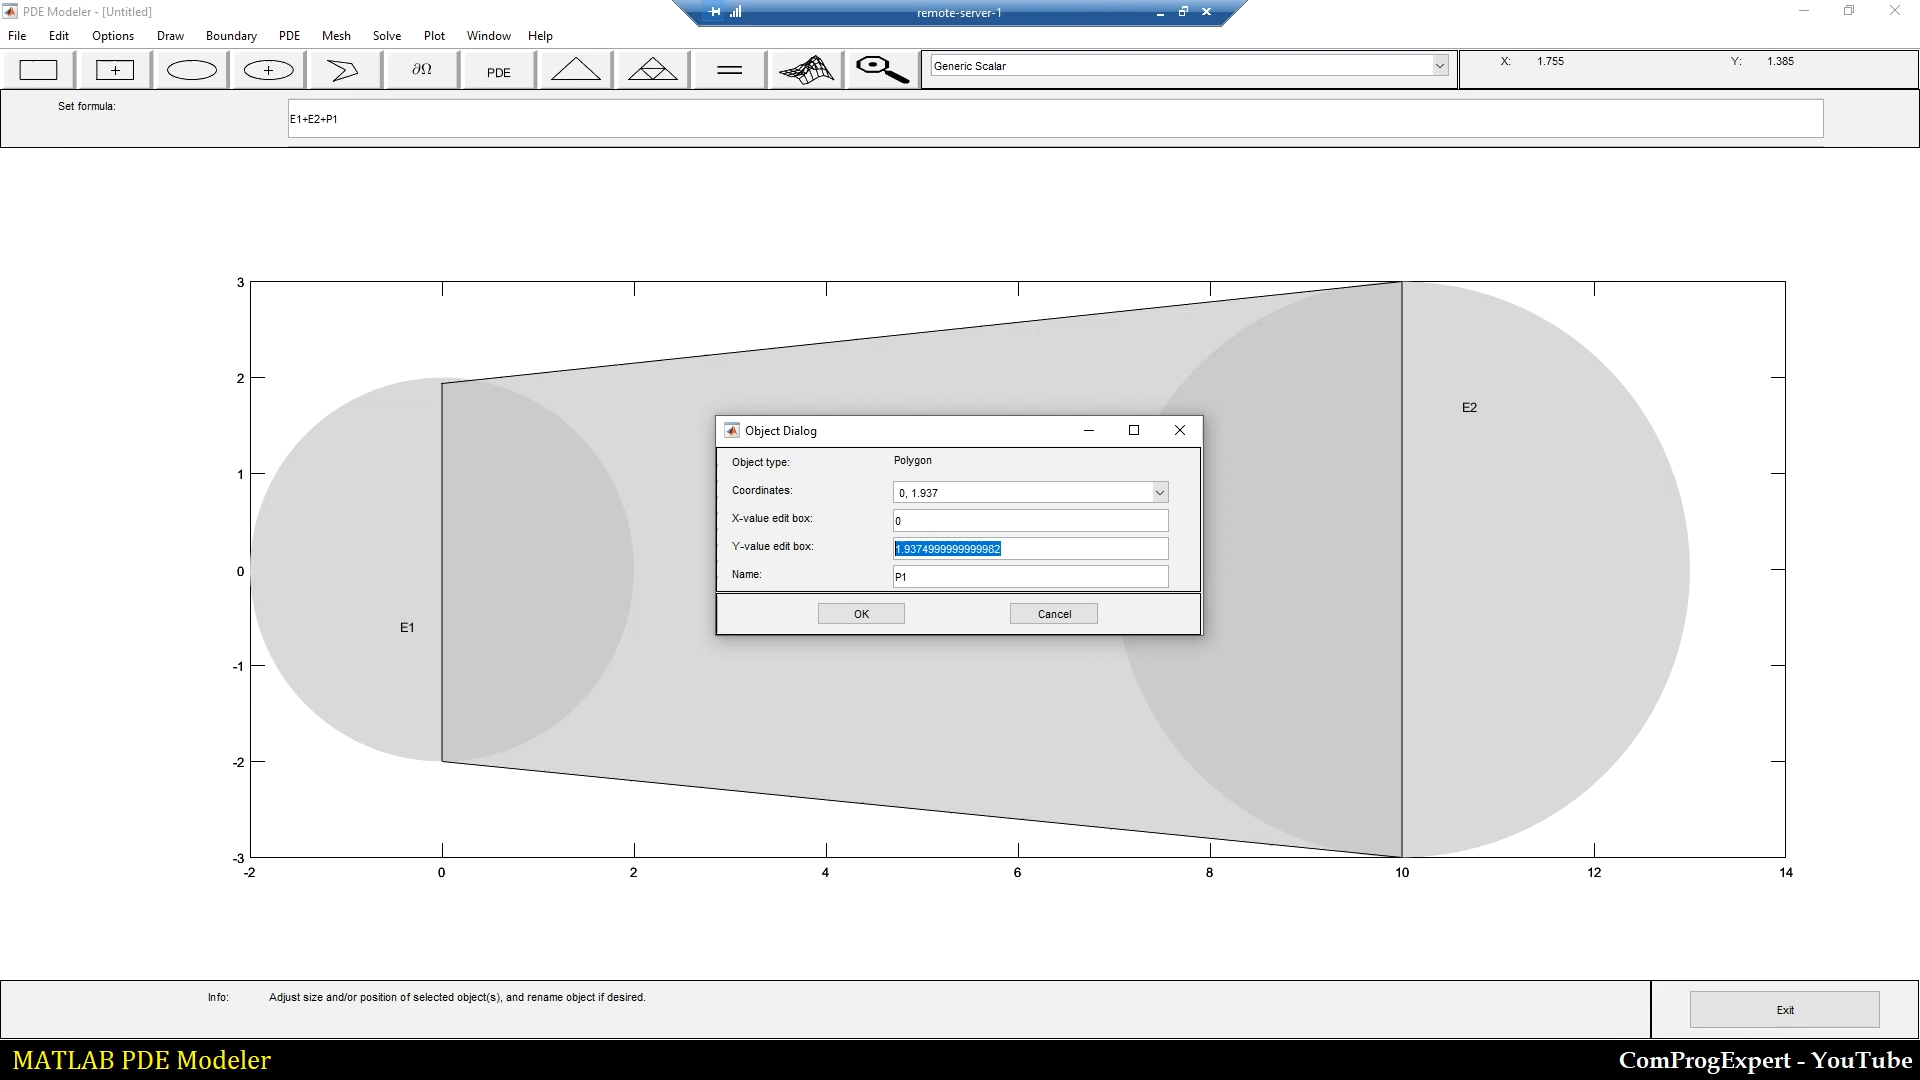 PDE Modeler - [Untitled]
remote-server-1
File Edit Options Draw Boundary PDE Mesh Solve Plot Window Help
∂Ω PDE = Generic Scalar X: 1.755 Y: 1.385
Set formula: E1+E2+P1
3
2
1
0
-1
-2
-3
-2 0 2 4 6 8 10 12 14
E1
E2
Object Dialog
Object type: Polygon
Coordinates: 0, 1.937
X-value edit box: 0
Y-value edit box: 1.9374999999999982
Name: P1
OK Cancel
Info: Adjust size and/or position of selected object(s), and rename object if desired.
Exit
MATLAB PDE Modeler
ComProgExpert - YouTube